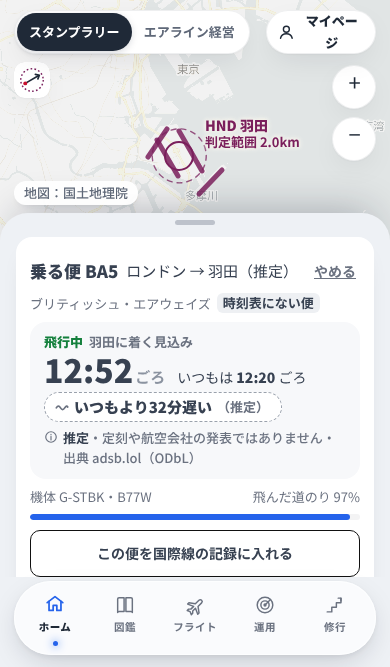 スタンプラリー
エアライン経営
マイページ
東京
＋
HND 羽田
判定範囲 2.0km
湾
−
地図：国土地理院
多摩川
乗る便 BA5 ロンドン → 羽田（推定） やめる
ブリティッシュ・エアウェイズ 時刻表にない便
飛行中 羽田に着く見込み
12:52ごろ いつもは 12:20 ごろ
〜 いつもより32分遅い （推定）
ⓘ 推定・定刻や航空会社の発表ではありません・
出典 adsb.lol（ODbL）
機体 G-STBK・B77W 飛んだ道のり 97%
この便を国際線の記録に入れる
ホーム 図鑑 フライト 運用 修行